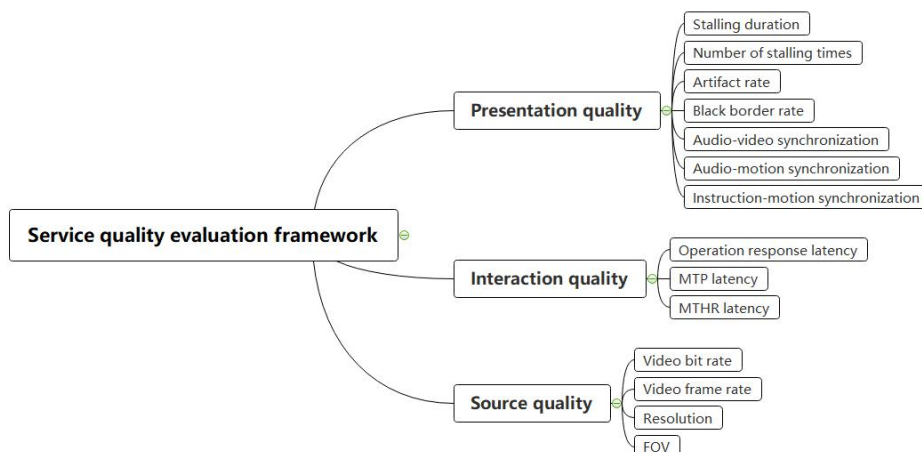 Service quality evaluation framework
Presentation quality
Stalling duration
Number of stalling times
Artifact rate
Black border rate
Audio-video synchronization
Audio-motion synchronization
Instruction-motion synchronization
Interaction quality
Operation response latency
MTP latency
MTHR latency
Source quality
Video bit rate
Video frame rate
Resolution
FOV